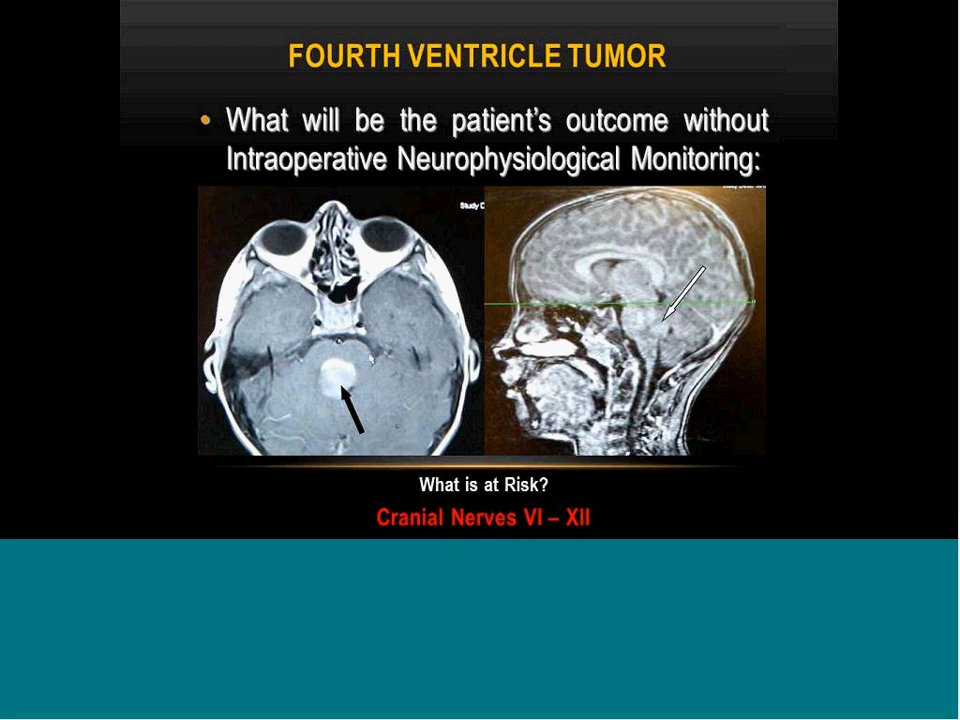 FOURTH VENTRICLE TUMOR
• What will be the patient's outcome without
Intraoperative Neurophysiological Monitoring:
Study
What is at Risk?
Cranial Nerves VI – XII